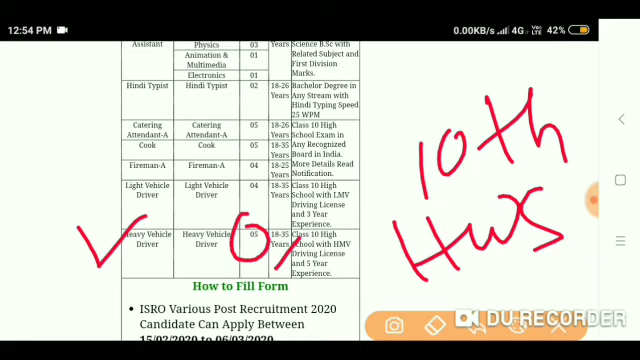 12:54 PM 0.00KB/s 4G Vo LTE 42%
Assistant Physics 03 Years Science B.Sc with
Animation & Multimedia 01 Related Subject and
Electronics 01 First Division Marks.
Hindi Typist Hindi Typist 02 18-26 Years Bachelor Degree in Any Stream with Hindi Typing Speed 25 WPM
Catering Attendant-A Catering Attendant-A 05 18-26 Years Class 10 High School Exam in Any Recognized Board in India. More Details Read Notification.
Cook Cook 05 18-35 Years
Fireman-A Fireman-A 04 18-25 Years
Light Vehicle Driver Light Vehicle Driver 04 18-35 Years Class 10 High School with LMV Driving License and 3 Year Experience.
Heavy Vehicle Driver Heavy Vehicle Driver 05 18-35 Years Class 10 High School with HMV Driving License and 5 Year Experience.
How to Fill Form
• ISRO Various Post Recruitment 2020
Candidate Can Apply Between
15/02/2020 to 06/03/2020
10th
DU RECORDER